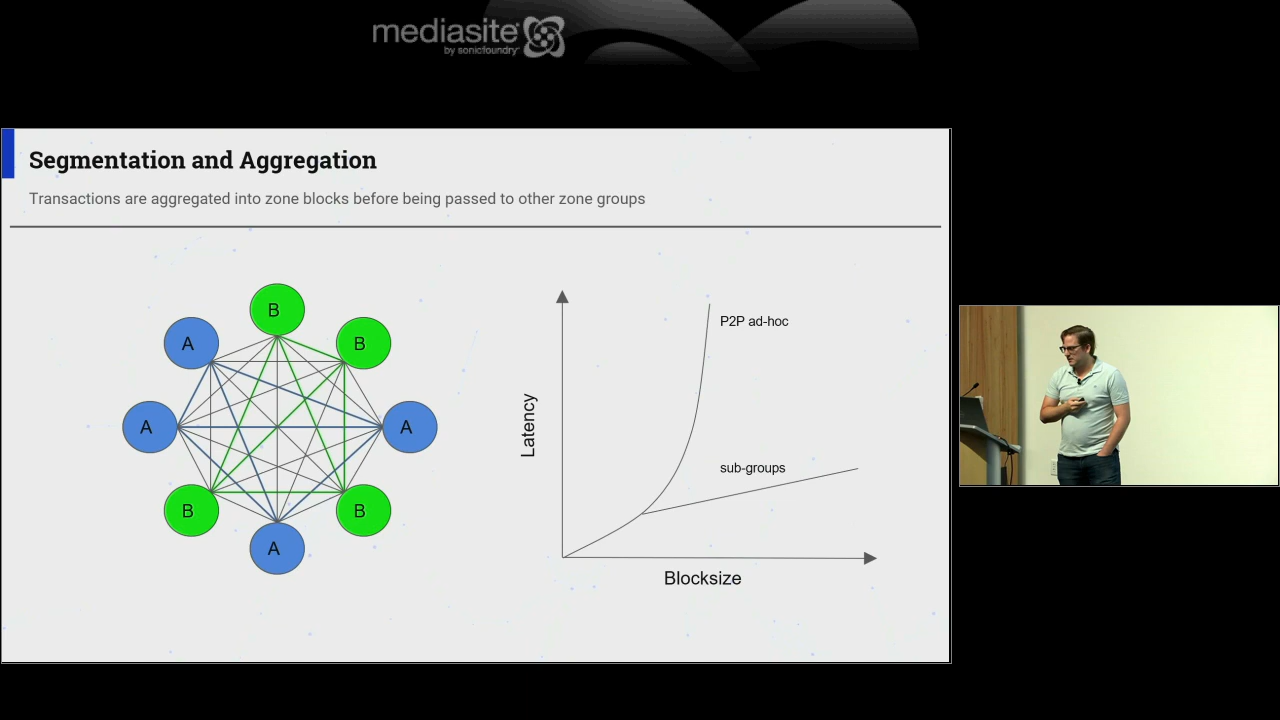 mediasite
by sonicfoundry
Segmentation and Aggregation
Transactions are aggregated into zone blocks before being passed to other zone groups
B
A
B
A
A
B
B
A
P2P ad-hoc
sub-groups
Latency
Blocksize